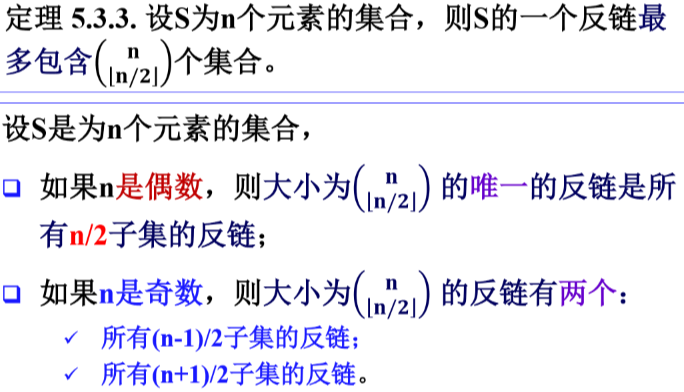 定理 5.3.3. 设S为n个元素的集合，则S的一个反链最
多包含(n ⌊n/2⌋)个集合。
设S是为n个元素的集合，
❑ 如果n是偶数，则大小为(n ⌊n/2⌋) 的唯一的反链是所
有n/2子集的反链；
❑ 如果n是奇数，则大小为(n ⌊n/2⌋) 的反链有两个：
✓ 所有(n-1)/2子集的反链；
✓ 所有(n+1)/2子集的反链。